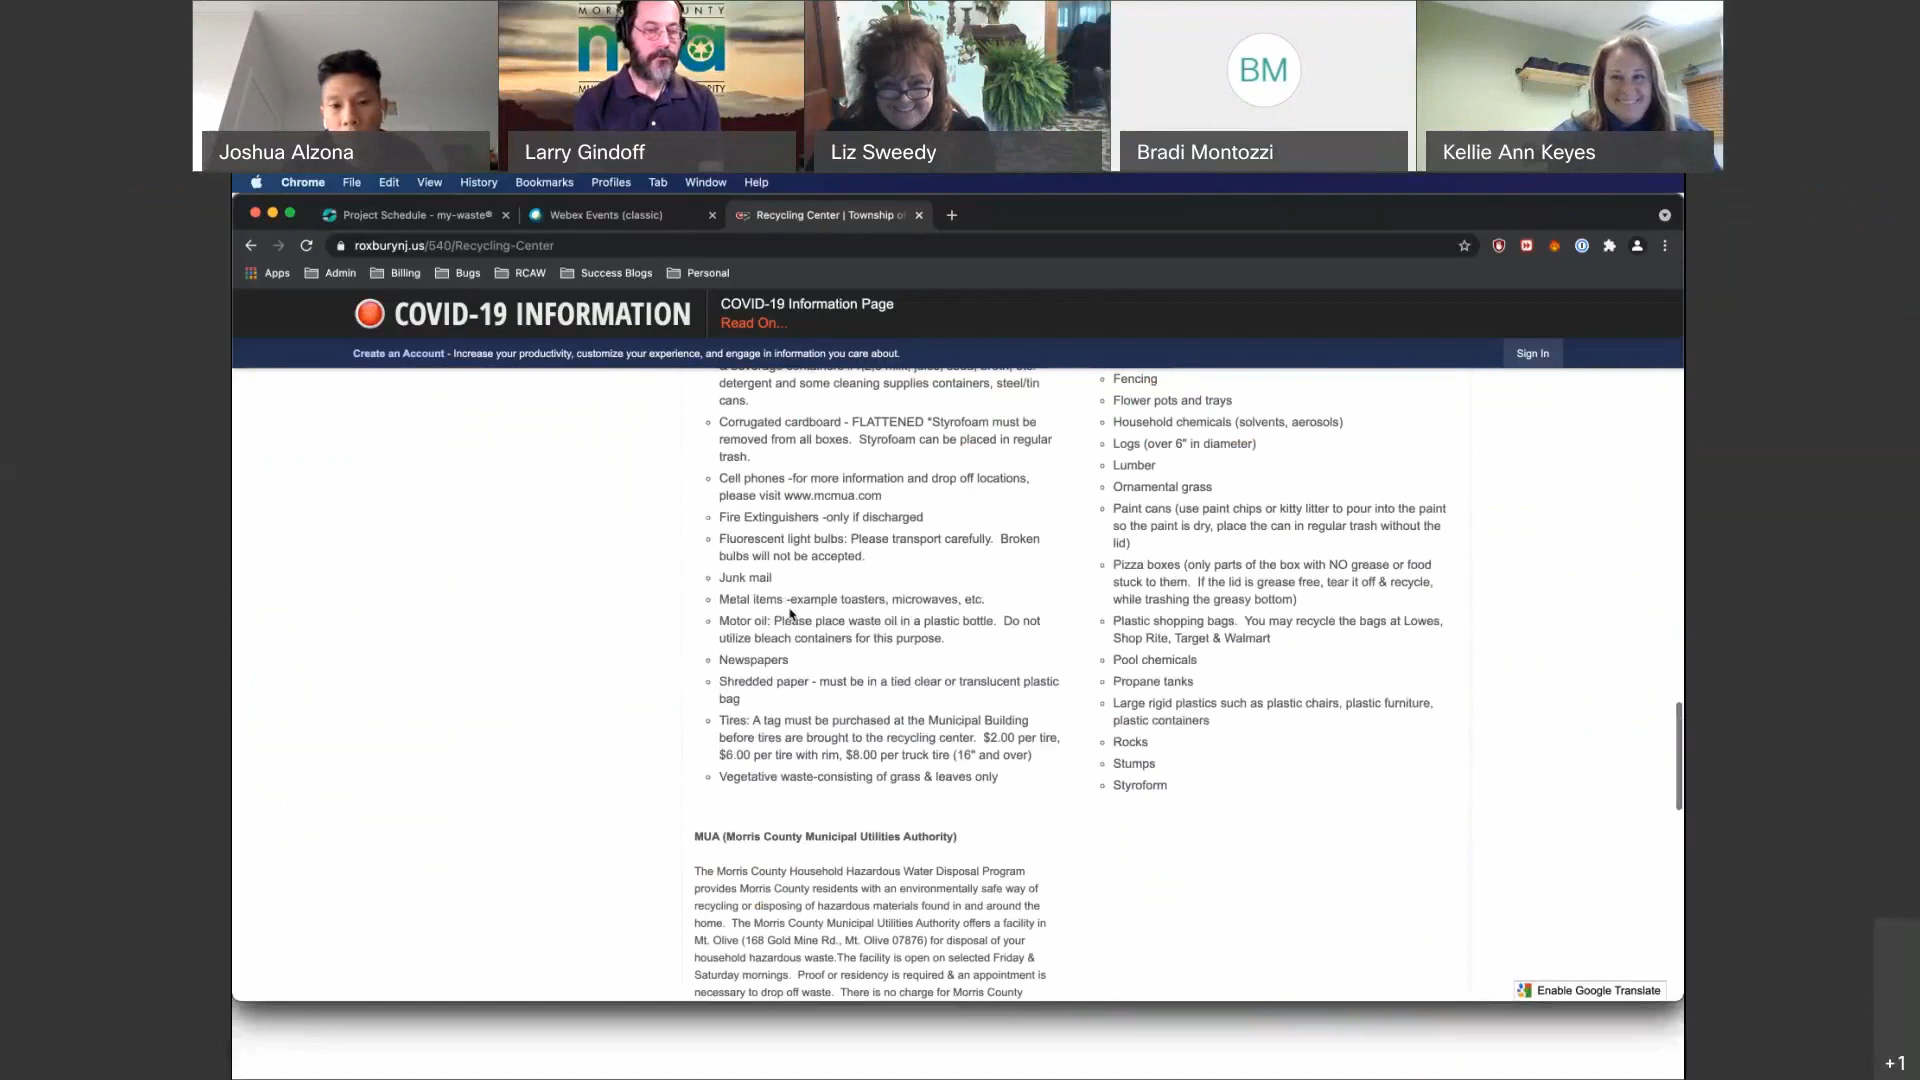 MOR
NTY
m a
MU
RITY
BM
Joshua Alzona
Larry Gindoff
Liz Sweedy
Bradi Montozzi
Kellie Ann Keyes
Chrome File Edit View History Bookmarks Profiles Tab Window Help
Project Schedule - my-waste®
Webex Events (classic)
Recycling Center | Township of
roxburynj.us/540/Recycling-Center
Apps Admin Billing Bugs RCAW Success Blogs Personal
COVID-19 INFORMATION
COVID-19 Information Page
Read On...
Create an Account - Increase your productivity, customize your experience, and engage in information you care about.
Sign In
detergent and some cleaning supplies containers, steel/tin
cans.
Corrugated cardboard - FLATTENED *Styrofoam must be
removed from all boxes. Styrofoam can be placed in regular
trash.
Cell phones -for more information and drop off locations,
please visit www.mcmua.com
Fire Extinguishers -only if discharged
Fluorescent light bulbs: Please transport carefully. Broken
bulbs will not be accepted.
Junk mail
Metal items -example toasters, microwaves, etc.
Motor oil: Please place waste oil in a plastic bottle. Do not
utilize bleach containers for this purpose.
Newspapers
Shredded paper - must be in a tied clear or translucent plastic
bag
Tires: A tag must be purchased at the Municipal Building
before tires are brought to the recycling center. $2.00 per tire,
$6.00 per tire with rim, $8.00 per truck tire (16" and over)
Vegetative waste-consisting of grass & leaves only
Fencing
Flower pots and trays
Household chemicals (solvents, aerosols)
Logs (over 6" in diameter)
Lumber
Ornamental grass
Paint cans (use paint chips or kitty litter to pour into the paint
so the paint is dry, place the can in regular trash without the
lid)
Pizza boxes (only parts of the box with NO grease or food
stuck to them. If the lid is grease free, tear it off & recycle,
while trashing the greasy bottom)
Plastic shopping bags. You may recycle the bags at Lowes,
Shop Rite, Target & Walmart
Pool chemicals
Propane tanks
Large rigid plastics such as plastic chairs, plastic furniture,
plastic containers
Rocks
Stumps
Styroform
MUA (Morris County Municipal Utilities Authority)
The Morris County Household Hazardous Water Disposal Program
provides Morris County residents with an environmentally safe way of
recycling or disposing of hazardous materials found in and around the
home. The Morris County Municipal Utilities Authority offers a facility in
Mt. Olive (168 Gold Mine Rd., Mt. Olive 07876) for disposal of your
household hazardous waste.The facility is open on selected Friday &
Saturday mornings. Proof or residency is required & an appointment is
necessary to drop off waste. There is no charge for Morris County
Enable Google Translate
+1